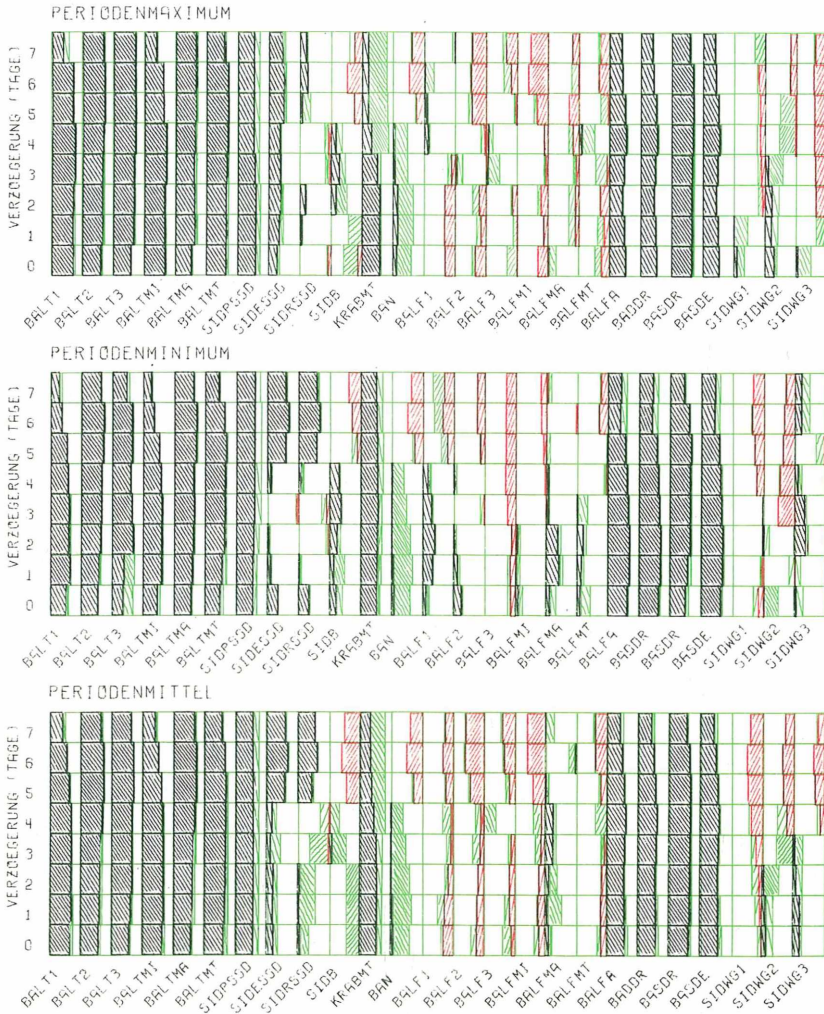 PERIODENMAXIMUM
VERZOEGERUNG (TAGE)
7
6
5
4
3
2
1
0
BALT1 BALT2 BALT3 BALTMI BALTMA BALTMT SIDPSSD SIDESSD SIDRSSD SIDB KRABMT BAN BALF1 BALF2 BALF3 BALFMI BALFMA BALFMT BALFA BADDR BASDR BASDE SIDWG1 SIDWG2 SIDWG3
PERIODENMINIMUM
VERZOEGERUNG (TAGE)
7
6
5
4
3
2
1
0
BALT1 BALT2 BALT3 BALTMI BALTMA BALTMT SIDPSSD SIDESSD SIDRSSD SIDB KRABMT BAN BALF1 BALF2 BALF3 BALFMI BALFMA BALFMT BALFA BASDR BASDR BASDE SIDWG1 SIDWG2 SIDWG3
PERIODENMITTEL
VERZOEGERUNG (TAGE)
7
6
5
4
3
2
1
0
BALT1 BALT2 BALT3 BALTMI BALTMA BALTMT SIDPSSD SIDESSD SIDRSSD SIDB KRABMT BAN BALF1 BALF2 BALF3 BALFMI BALFMA BALFMT BALFA BADDR BASDR BASDE SIDWG1 SIDWG2 SIDWG3